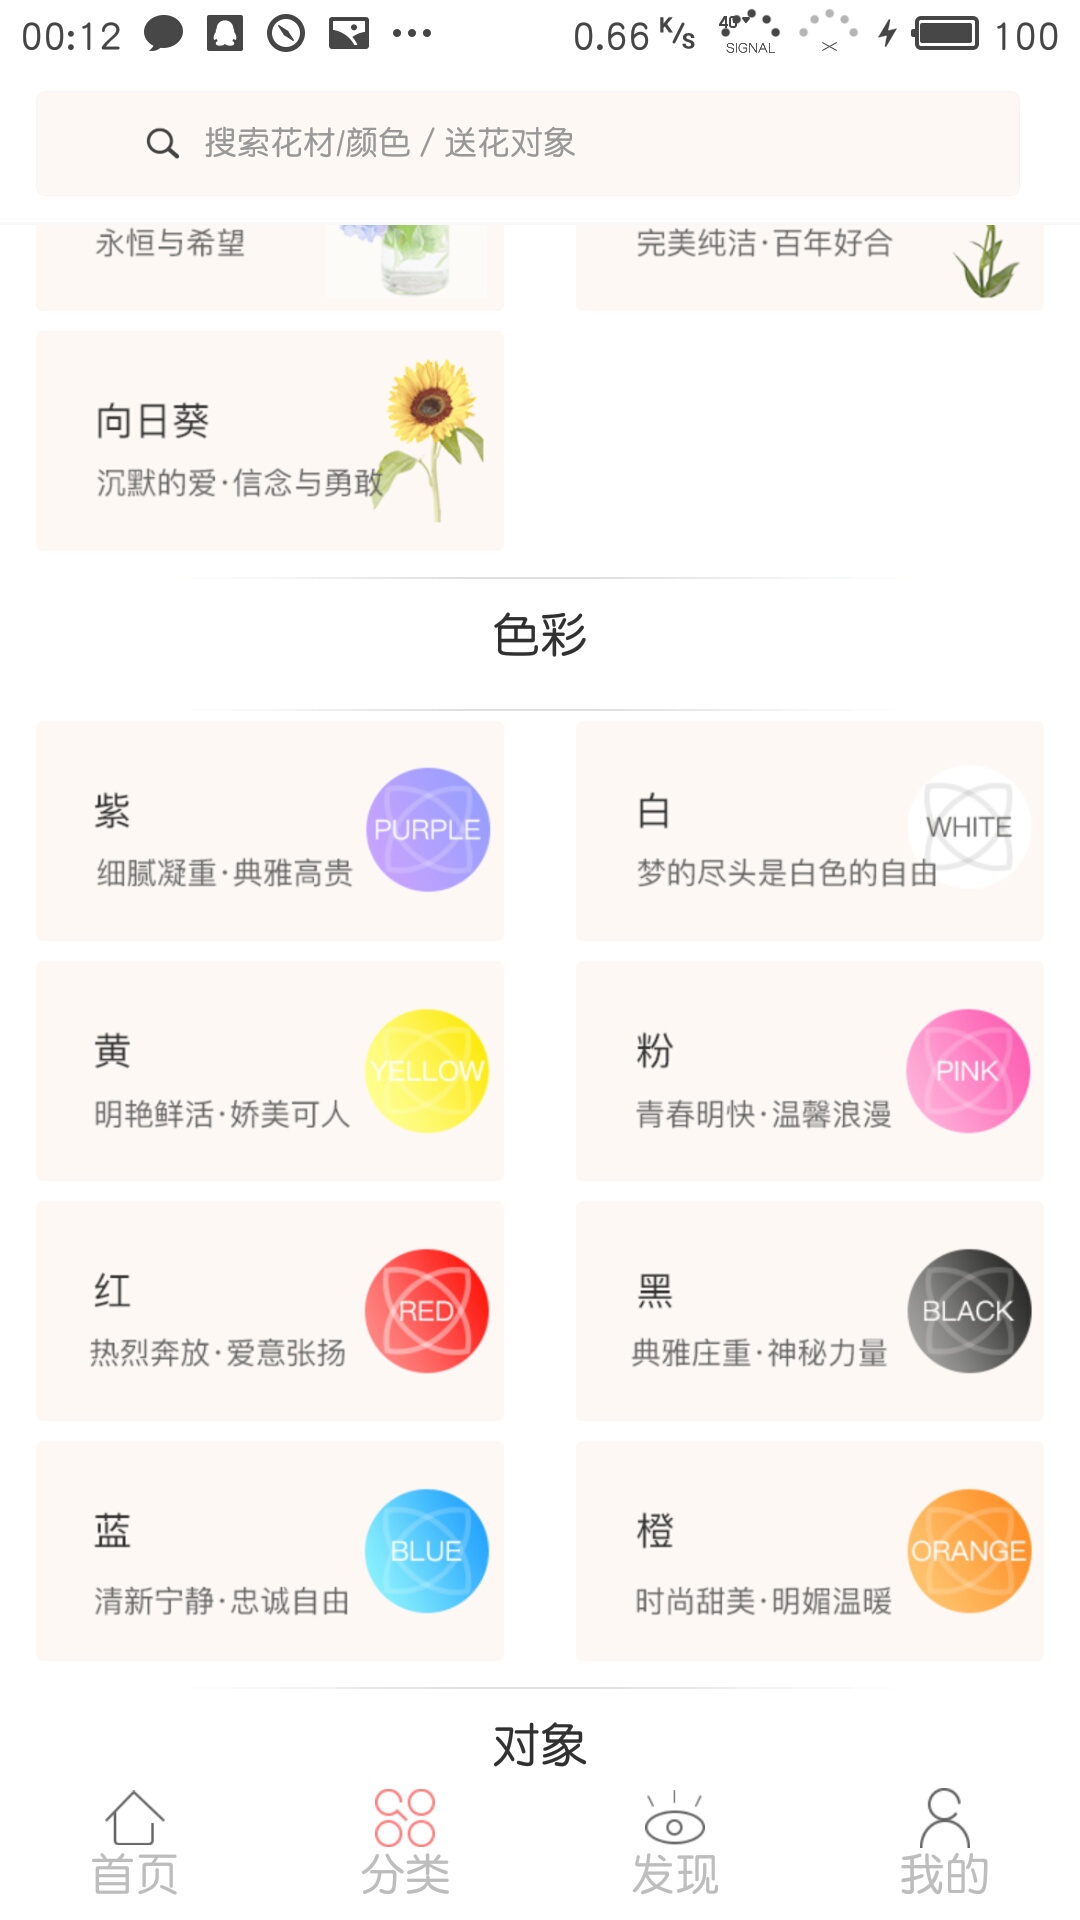 00:12 0.66 K/s 4G SIGNAL 100
搜索花材/颜色 / 送花对象
永恒与希望
完美纯洁·百年好合
向日葵
沉默的爱·信念与勇敢
色彩
紫
PURPLE
细腻凝重·典雅高贵
白
WHITE
梦的尽头是白色的自由
黄
YELLOW
明艳鲜活·娇美可人
粉
PINK
青春明快·温馨浪漫
红
RED
热烈奔放·爱意张扬
黑
BLACK
典雅庄重·神秘力量
蓝
BLUE
清新宁静·忠诚自由
橙
ORANGE
时尚甜美·明媚温暖
对象
首页 分类 发现 我的